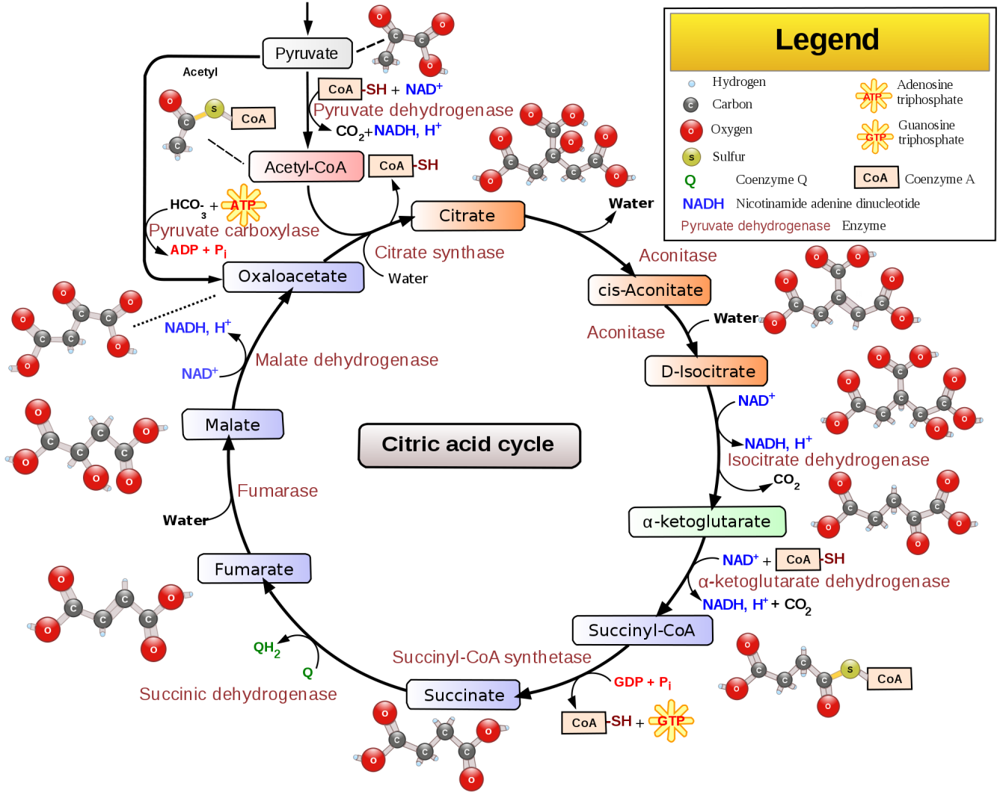 Pyruvate
Acetyl
CoA -SH + NAD+
Pyruvate dehydrogenase
CO2+NADH, H+
O
C
S
CoA
Acetyl-CoA
CoA -SH
HCO3- + ATP
Pyruvate carboxylase
ADP + Pi
Citrate
Citrate synthase
Water
Oxaloacetate
Water
Aconitase
cis-Aconitate
Water
Aconitase
D-Isocitrate
NAD+
NADH, H+
Isocitrate dehydrogenase
CO2
α-ketoglutarate
NAD+ + CoA -SH
α-ketoglutarate dehydrogenase
NADH, H+ + CO2
Succinyl-CoA
S
CoA
Succinyl-CoA synthetase
GDP + Pi
CoA -SH + GTP
Succinate
QH2
Q
Succinic dehydrogenase
Fumarate
Water
Fumarase
Malate
NADH, H+
NAD+
Malate dehydrogenase
Citric acid cycle
Legend
Hydrogen
C Carbon
O Oxygen
S Sulfur
Q Coenzyme Q
NADH Nicotinamide adenine dinucleotide
Pyruvate dehydrogenase Enzyme
ATP Adenosine
triphosphate
GTP Guanosine
triphosphate
CoA Coenzyme A